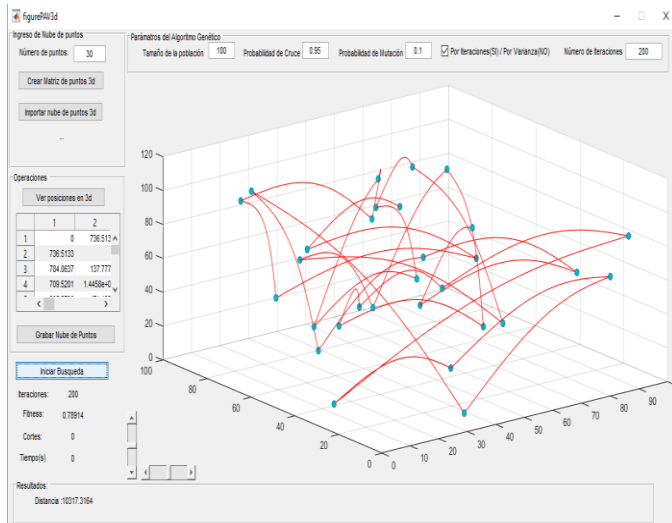 figurePAV3d
Ingreso de Nube de puntos
Número de puntos: 30
Crear Matriz de puntos 3d
Importar nube de puntos 3d
...
Parámatros del Algoritmo Genético
Tamaño de la población 100 Probabilidad de Cruce 0.95 Probabilidad de Mutación 0.1 Por Iteraciones(SI) / Por Varianza(NO) Número de Iteraciones 200
Operaciones
Ver posiciones en 3d
1 2
1 0 736.513
2 736.5133
3 784.0637 137.777
4 709.5201 1.4458e+0
Grabar Nube de Puntos
Iniciar Busqueda
Iteraciones: 200
Fitness: 0.78914
Cortes: 0
Tiempo(s) 0
120
100
80
60
40
20
0
100
80
60
40
20
0
0 10 20 30 40 50 60 70 80 90
Resultados:
Distancia :10317.3164